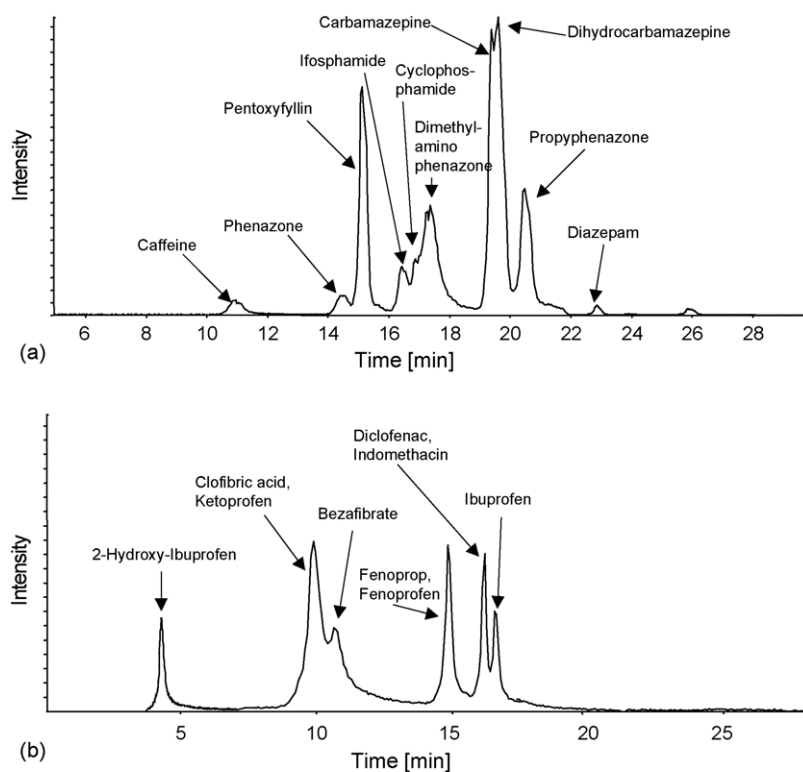 Carbamazepine
Dihydrocarbamazepine
Ifosphamide
Cyclophos-
phamide
Pentoxyfyllin
Dimethyl-
amino
phenazone
Propyphenazone
Phenazone
Caffeine
Diazepam
Intensity
6 8 10 12 14 16 18 20 22 24 26 28
(a)
Time [min]
Diclofenac,
Indomethacin
Clofibric acid,
Ketoprofen
Ibuprofen
Bezafibrate
2-Hydroxy-Ibuprofen
Fenoprop,
Fenoprofen
Intensity
5 10 15 20 25
(b)
Time [min]